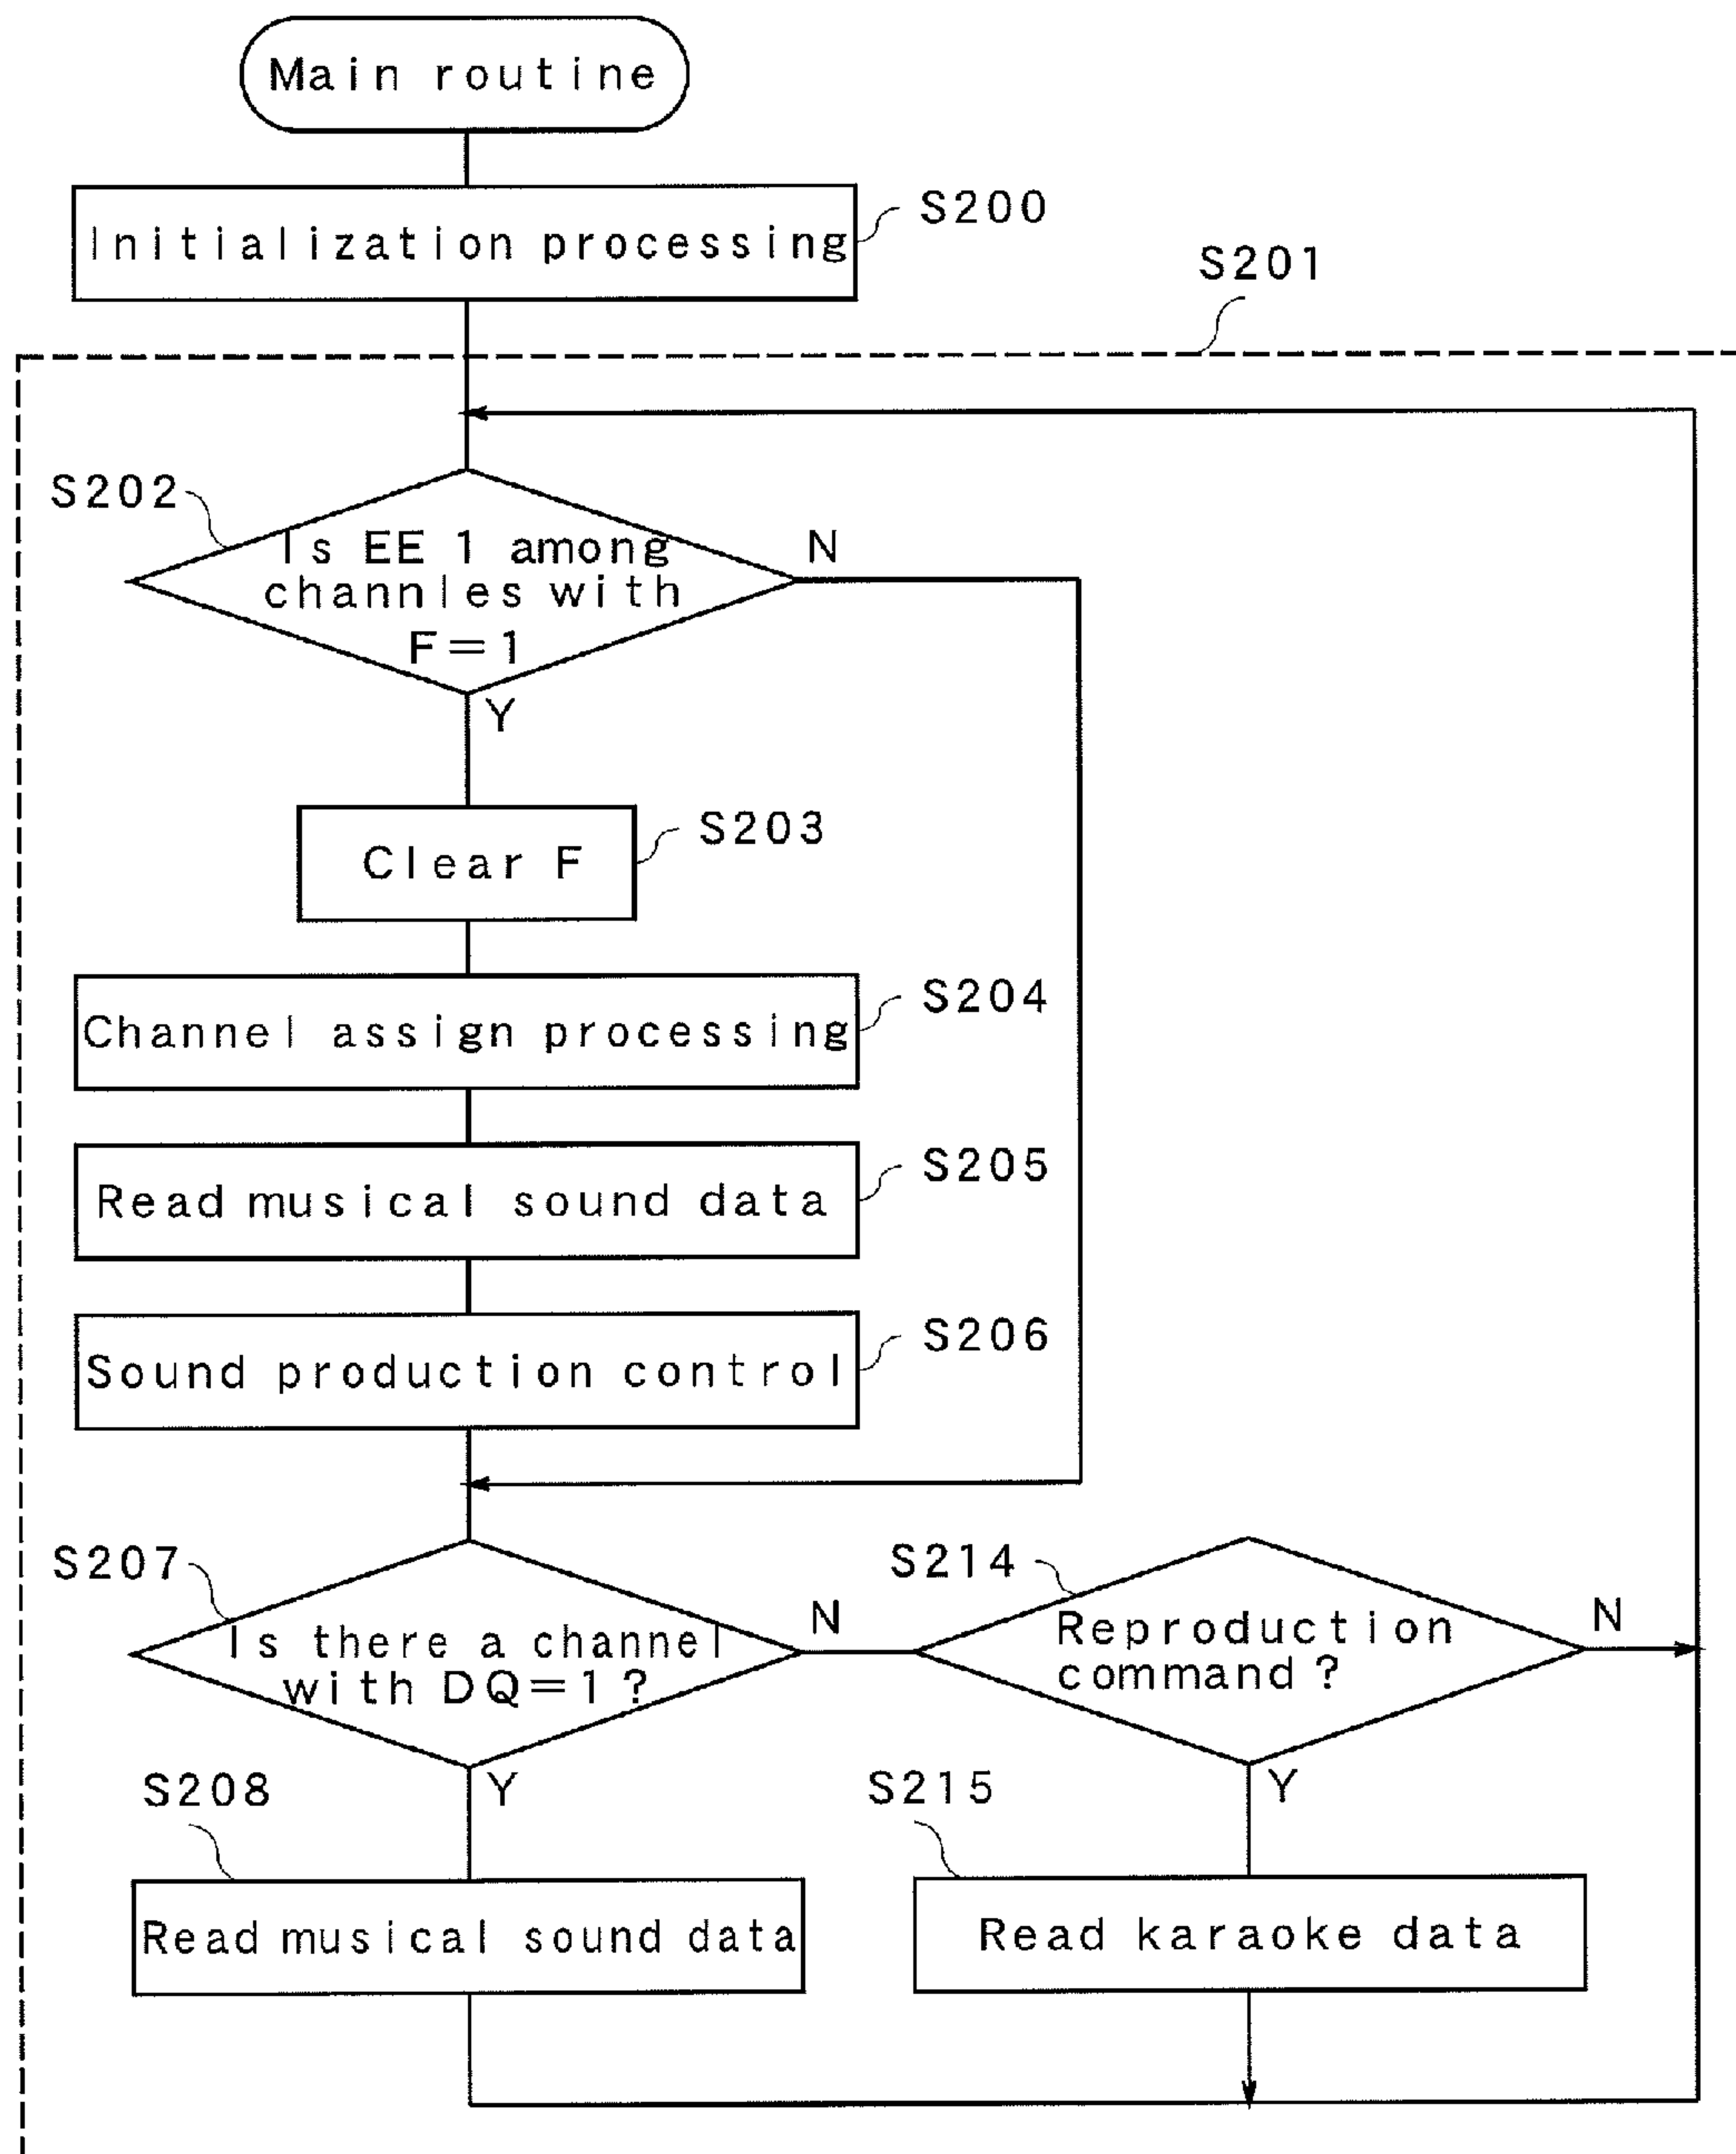 Main routine
S200
Initialization processing
S201
S202
Is EE 1 among
channles with
F=1
N
Y
S203
Clear F
S204
Channel assign processing
S205
Read musical sound data
S206
Sound production control
S207
Is there a channel
with DQ=1?
N
S214
Reproduction
command?
N
Y
Y
S208
S215
Read musical sound data
Read karaoke data